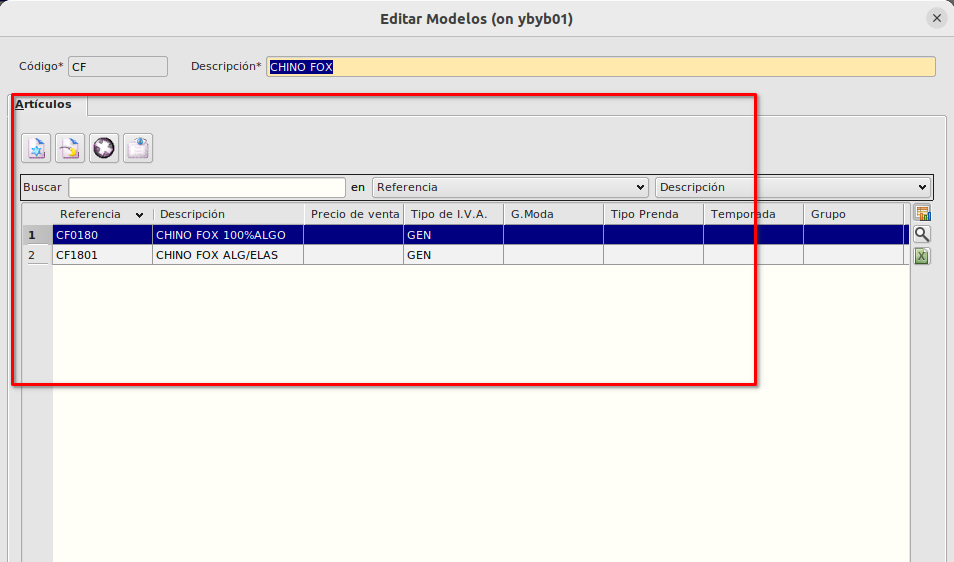 Editar Modelos (on ybyb01)
Código* CF Descripción* CHINO FOX
Artículos
Buscar en Referencia Descripción
Referencia Descripción Precio de venta Tipo de I.V.A. G.Moda Tipo Prenda Temporada Grupo
1 CF0180 CHINO FOX 100%ALGO GEN
2 CF1801 CHINO FOX ALG/ELAS GEN